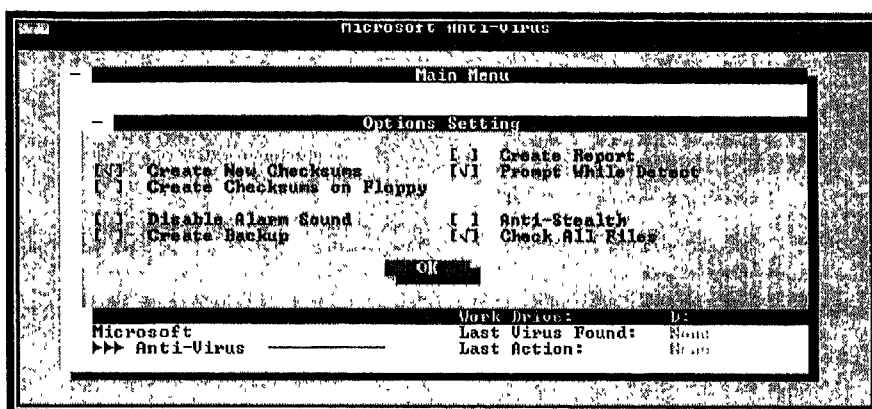 Microsoft Anti-Virus
Main Menu
Options Setting
[ ] Create Report
[√] Create New Checksums [√] Prompt While Detect
[ ] Create Checksums on Floppy
[ ] Disable Alarm Sound [ ] Anti-Stealth
[ ] Create Backup [√] Check All Files
OK
Work Drive: D:
Microsoft Last Virus Found: None
►►► Anti-Virus Last Action: None